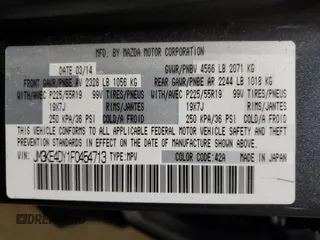 MFD. BY MAZDA MOTOR CORPORATION
DATE 03/14 GVWR/PNBV 4566 LB 2071 KG
FRONT GAWR/PNBE AV 2328 LB 1056 KG REAR GAWR/PNBE AR 2244 LB 1018 KG
WITH/AVEC P225/55R19 99V TIRES/PNEUS WITH/AVEC P225/55R19 99V TIRES/PNEUS
19X7J RIMS/JANTES 19X7J RIMS/JANTES
250 KPA/36 PSI COLD/A FROID 250 KPA/36 PSI COLD/A FROID
THIS VEHICLE CONFORMS TO ALL APPLICABLE FEDERAL MOTOR VEHICLE SAFETY, BUMPER, AND THEFT
PREVENTION STANDARDS IN EFFECT ON THE DATE OF MANUFACTURE SHOWN ABOVE.
JM3KE4DY1F0454713 TYPE:MPV COLOR CODE:42A MADE IN JAPAN